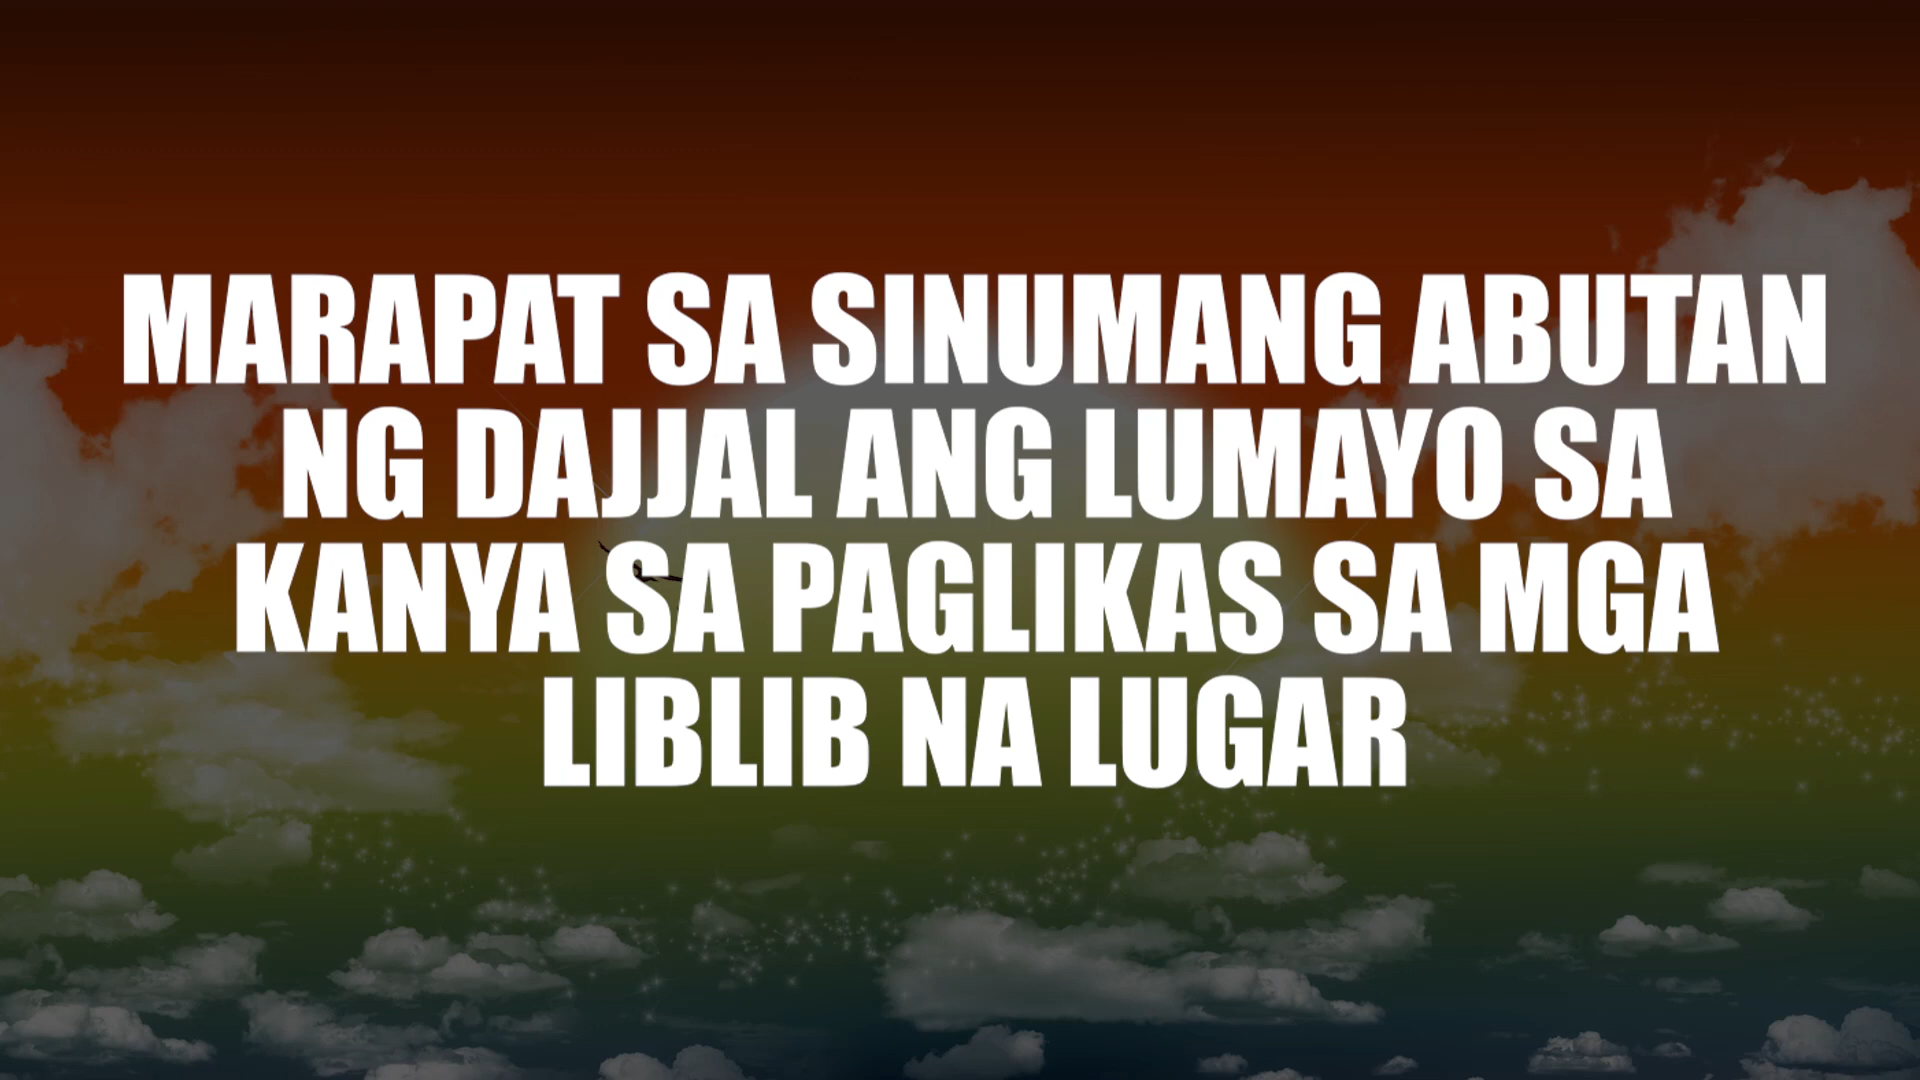 MARAPAT SA SINUMANG ABUTAN
NG DAJJAL ANG LUMAYO SA
KANYA SA PAGLIKAS SA MGA
LIBLIB NA LUGAR